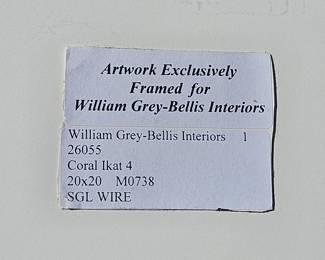 Artwork Exclusively
Framed for
William Grey-Bellis Interiors
William Grey-Bellis Interiors 1
26055
Coral Ikat 4
20x20 M0738
SGL WIRE